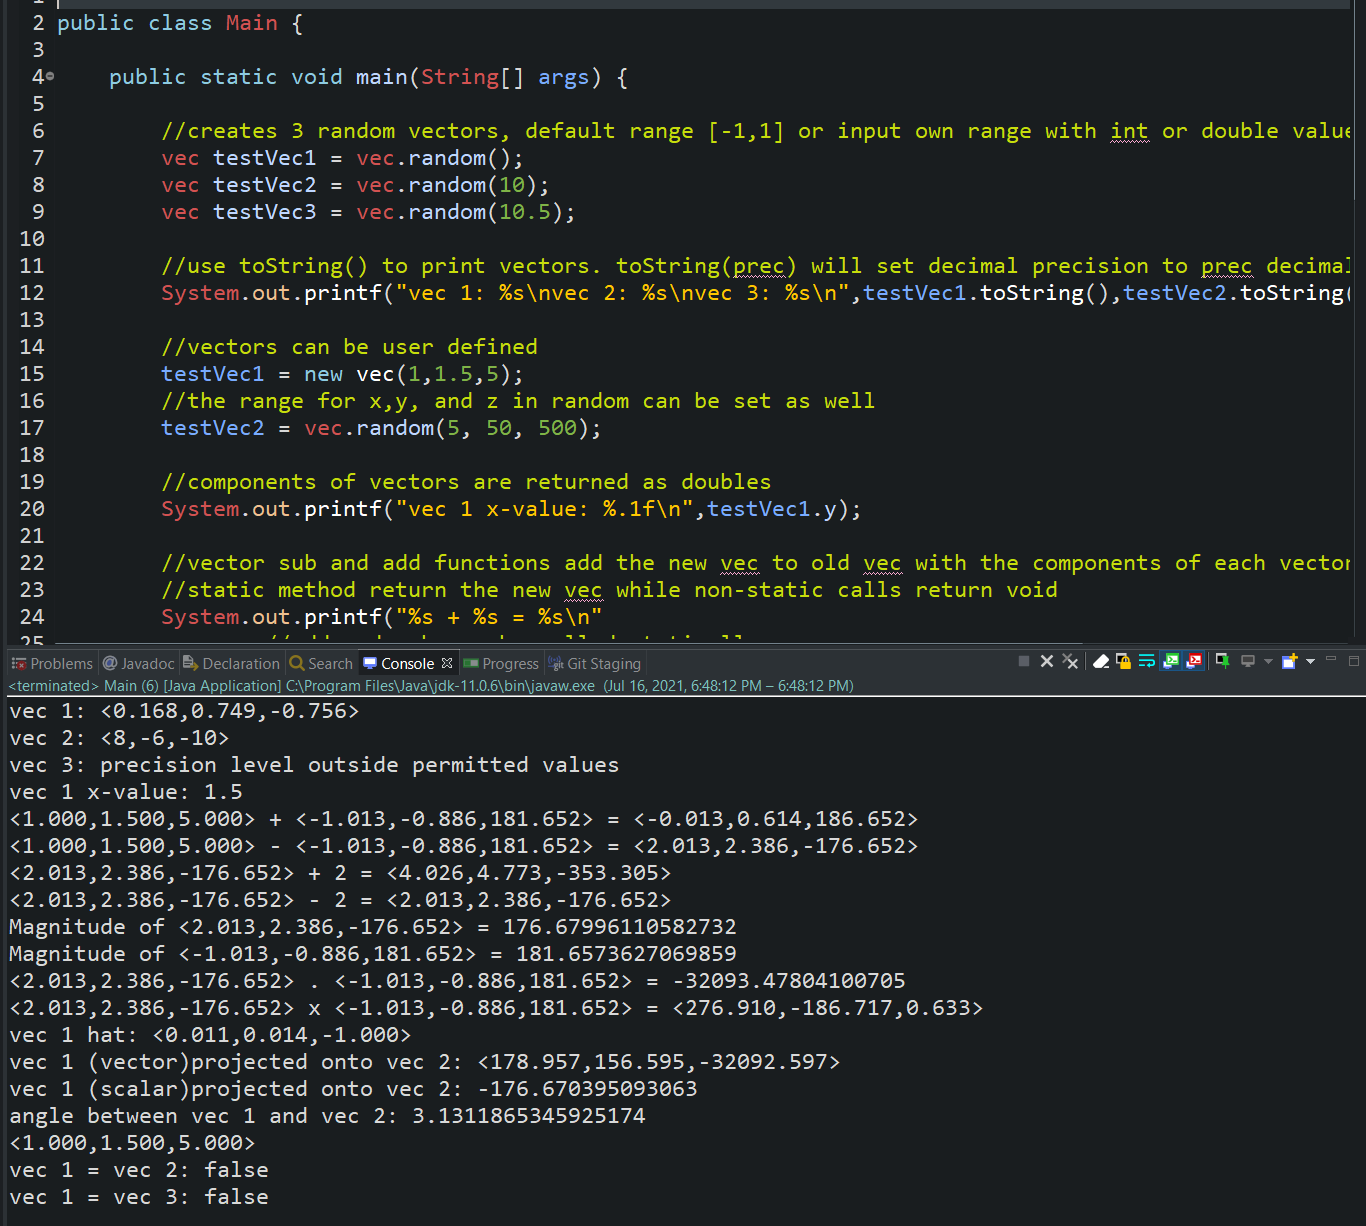 1
2 public class Main {
3
4 public static void main(String[] args) {
5
6 //creates 3 random vectors, default range [-1,1] or input own range with int or double value
7 vec testVec1 = vec.random();
8 vec testVec2 = vec.random(10);
9 vec testVec3 = vec.random(10.5);
10
11 //use toString() to print vectors. toString(prec) will set decimal precision to prec decimal
12 System.out.printf("vec 1: %s\nvec 2: %s\nvec 3: %s\n",testVec1.toString(),testVec2.toString(
13
14 //vectors can be user defined
15 testVec1 = new vec(1,1.5,5);
16 //the range for x,y, and z in random can be set as well
17 testVec2 = vec.random(5, 50, 500);
18
19 //components of vectors are returned as doubles
20 System.out.printf("vec 1 x-value: %.1f\n",testVec1.y);
21
22 //vector sub and add functions add the new vec to old vec with the components of each vector
23 //static method return the new vec while non-static calls return void
24 System.out.printf("%s + %s = %s\n"
25
Problems @ Javadoc Declaration Search Console Progress Git Staging
<terminated> Main (6) [Java Application] C:\Program Files\Java\jdk-11.0.6\bin\javaw.exe (Jul 16, 2021, 6:48:12 PM – 6:48:12 PM)
vec 1: <0.168,0.749,-0.756>
vec 2: <8,-6,-10>
vec 3: precision level outside permitted values
vec 1 x-value: 1.5
<1.000,1.500,5.000> + <-1.013,-0.886,181.652> = <-0.013,0.614,186.652>
<1.000,1.500,5.000> - <-1.013,-0.886,181.652> = <2.013,2.386,-176.652>
<2.013,2.386,-176.652> + 2 = <4.026,4.773,-353.305>
<2.013,2.386,-176.652> - 2 = <2.013,2.386,-176.652>
Magnitude of <2.013,2.386,-176.652> = 176.67996110582732
Magnitude of <-1.013,-0.886,181.652> = 181.6573627069859
<2.013,2.386,-176.652> . <-1.013,-0.886,181.652> = -32093.47804100705
<2.013,2.386,-176.652> x <-1.013,-0.886,181.652> = <276.910,-186.717,0.633>
vec 1 hat: <0.011,0.014,-1.000>
vec 1 (vector)projected onto vec 2: <178.957,156.595,-32092.597>
vec 1 (scalar)projected onto vec 2: -176.670395093063
angle between vec 1 and vec 2: 3.1311865345925174
<1.000,1.500,5.000>
vec 1 = vec 2: false
vec 1 = vec 3: false